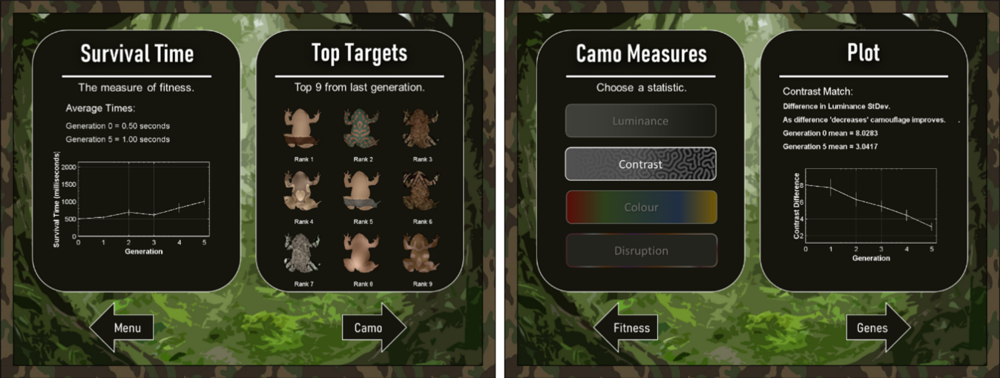 Survival Time
The measure of fitness.
Average Times:
Generation 0 = 0.50 seconds
Generation 5 = 1.00 seconds
Survival Time (milliseconds)
2000
1500
1000
500
0
0 1 2 3 4 5
Generation
Top Targets
Top 9 from last generation.
Rank 1 Rank 2 Rank 3
Rank 4 Rank 5 Rank 6
Rank 7 Rank 8 Rank 9
Menu
Camo
Camo Measures
Choose a statistic.
Luminance
Contrast
Colour
Disruption
Plot
Contrast Match:
Difference in Luminance StDev.
As difference 'decreases' camouflage improves.
Generation 0 mean = 8.0283
Generation 5 mean = 3.0417
Contrast Difference
8
6
4
2
0 1 2 3 4 5
Generation
Fitness
Genes